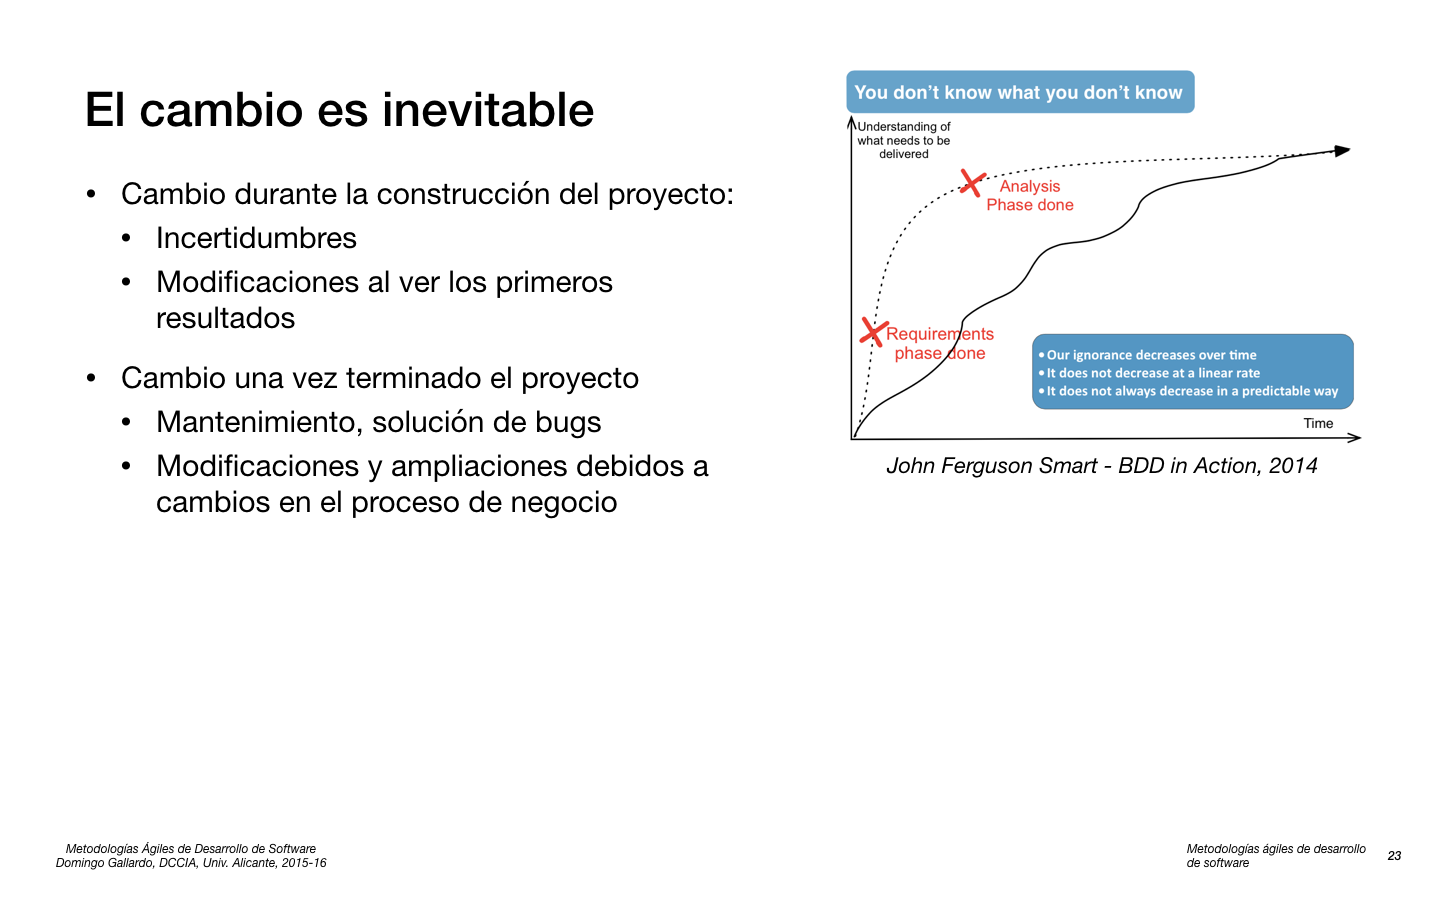 El cambio es inevitable
• Cambio durante la construcción del proyecto:
• Incertidumbres
• Modificaciones al ver los primeros
resultados
• Cambio una vez terminado el proyecto
• Mantenimiento, solución de bugs
• Modificaciones y ampliaciones debidos a
cambios en el proceso de negocio
You don't know what you don't know
Understanding of
what needs to be
delivered
Analysis
Phase done
Requirements
phase done
• Our ignorance decreases over time
• It does not decrease at a linear rate
• It does not always decrease in a predictable way
Time
John Ferguson Smart - BDD in Action, 2014
Metodologías Ágiles de Desarrollo de Software
Domingo Gallardo, DCCIA, Univ. Alicante, 2015-16
Metodologías ágiles de desarrollo
de software
23